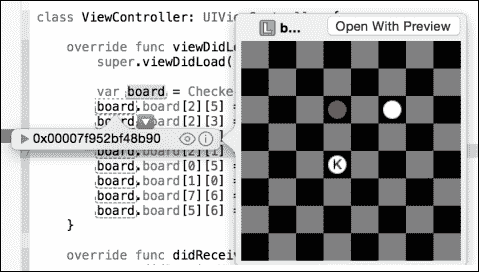 class ViewController: UIVie
L b...
Open With Preview
override func viewDidLo
super.viewDidLoad(
var board = Checke
board.board[2][5] =
board.board[2][3] =
0x00007f952bf48b90
board.board[2][1] =
board.board[0][5] =
board.board[1][0] =
board.board[7][6] =
board.board[5][6] =
}
override func didRecei
K